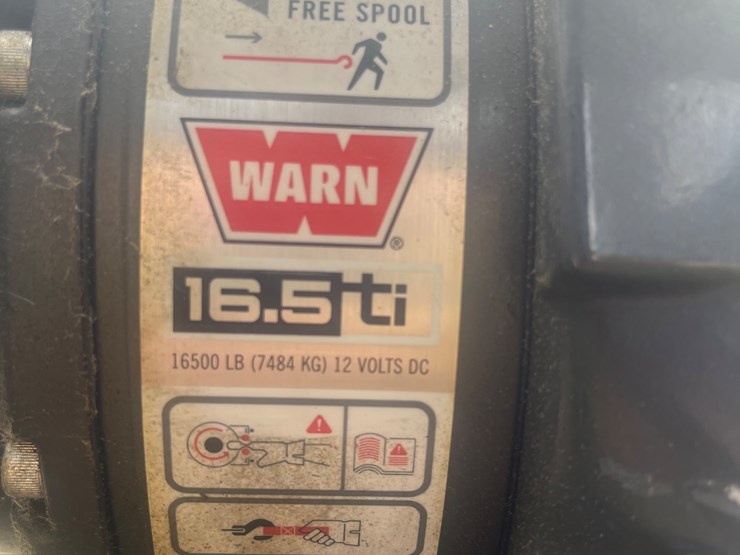 FREE SPOOL
WARN
®
16.5ti
16500 LB (7484 KG) 12 VOLTS DC